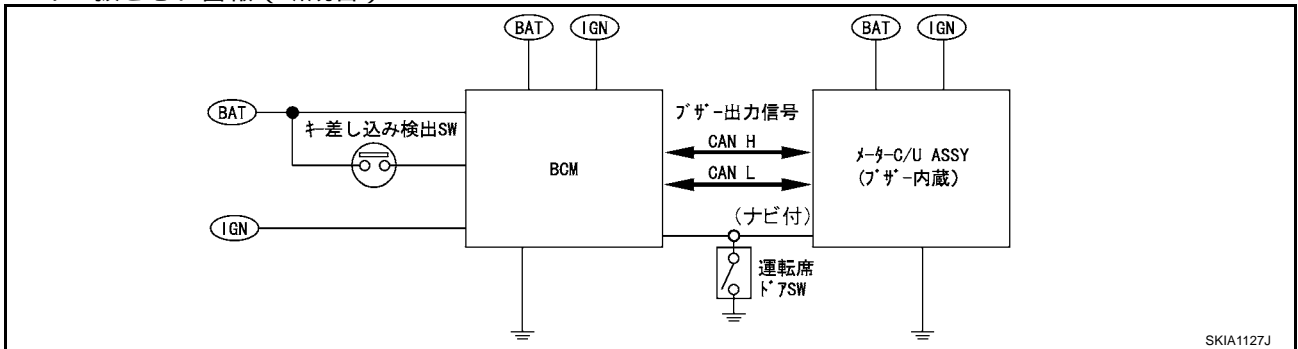 BAT
IGN
BAT
IGN
BAT
キー差し込み検出SW
ブザー出力信号
CAN H
BCM
CAN L
メータC/U ASSY
(ブザー内蔵)
IGN
(ナビ付)
運転席
ドアSW
SKIA1127J